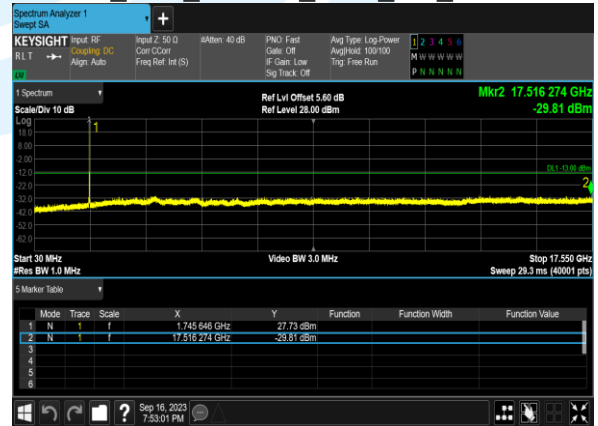 Spectrum Analyzer 1
Swept SA
+
KEYSIGHT Input: RF Input Z: 50 Ω #Atten: 40 dB PNO: Fast Avg Type: Log-Power 1 2 3 4 5 6
RLT Coupling: DC Corr CCorr Gate: Off Avg|Hold: 100/100 M W W W W W
Align: Auto Freq Ref: Int (S) IF Gain: Low Trig: Free Run
Sig Track: Off P N N N N N
1 Spectrum Ref Lvl Offset 5.60 dB Mkr2 17.516 274 GHz
Scale/Div 10 dB Ref Level 28.00 dBm -29.81 dBm
Log
1
18.0
8.00
-2.00
-12.0 DL1 -13.00 dBm
-22.0 2
-32.0
-42.0
-52.0
-62.0
Start 30 MHz Video BW 3.0 MHz Stop 17.550 GHz
#Res BW 1.0 MHz Sweep 29.3 ms (40001 pts)
5 Marker Table
Mode Trace Scale X Y Function Function Width Function Value
1 N 1 f 1.745 646 GHz 27.73 dBm
2 N 1 f 17.516 274 GHz -29.81 dBm
3
4
5
6
? Sep 16, 2023
7:53:01 PM